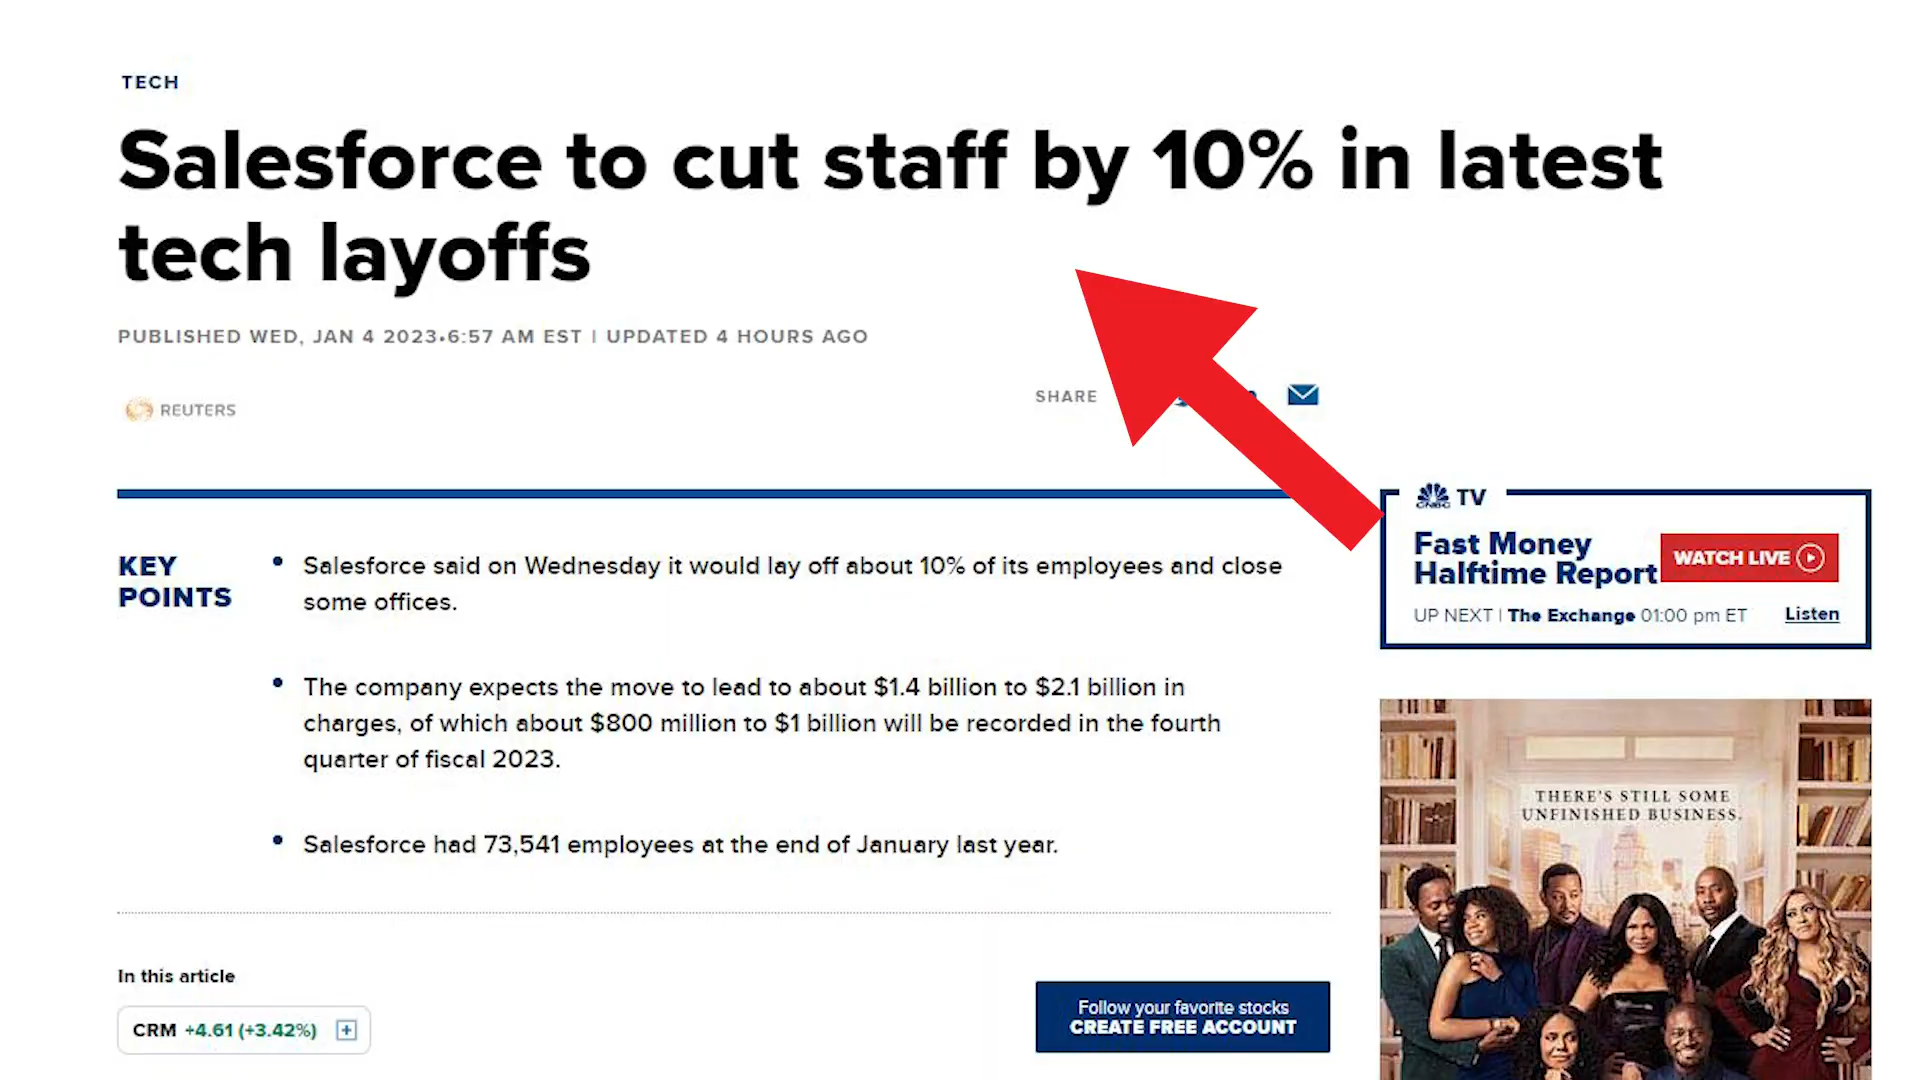 TECH
Salesforce to cut staff by 10% in latest
tech layoffs
PUBLISHED WED, JAN 4 2023•6:57 AM EST | UPDATED 4 HOURS AGO
REUTERS
SHARE
KEY
POINTS
• Salesforce said on Wednesday it would lay off about 10% of its employees and close
some offices.
• The company expects the move to lead to about $1.4 billion to $2.1 billion in
charges, of which about $800 million to $1 billion will be recorded in the fourth
quarter of fiscal 2023.
• Salesforce had 73,541 employees at the end of January last year.
In this article
CRM +4.61 (+3.42%)
Follow your favorite stocks
CREATE FREE ACCOUNT
CNBC TV
Fast Money
Halftime Report
WATCH LIVE
UP NEXT | The Exchange 01:00 pm ET
Listen
THERE'S STILL SOME
UNFINISHED BUSINESS.